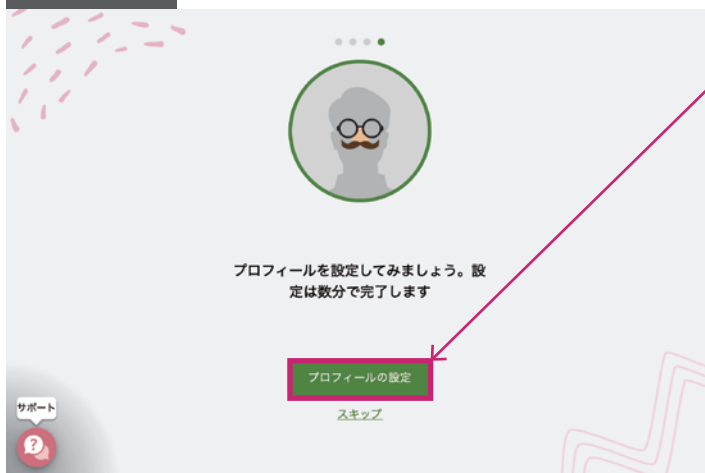 プロフィールを設定してみましょう。設
定は数分で完了します
プロフィールの設定
スキップ
サポート
?